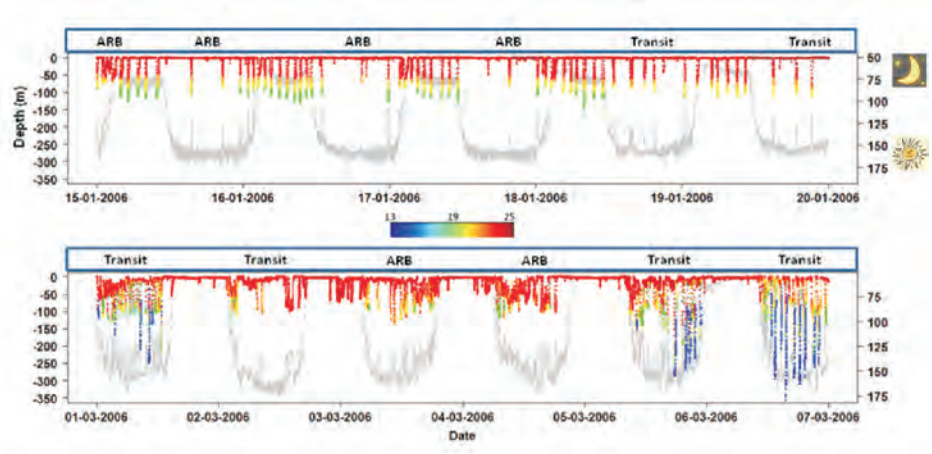 ARB ARB ARB ARB Transit Transit
0 -50 -100 -150 -200 -250 -300 -350
Depth (m)
50 75 100 125 150 175
15-01-2006 16-01-2006 17-01-2006 18-01-2006 19-01-2006 20-01-2006
13 19 25
Transit Transit ARB ARB Transit Transit
0 -50 -100 -150 -200 -250 -300 -350
75 100 125 150 175
01-03-2006 02-03-2006 03-03-2006 04-03-2006 05-03-2006 06-03-2006 07-03-2006
Date